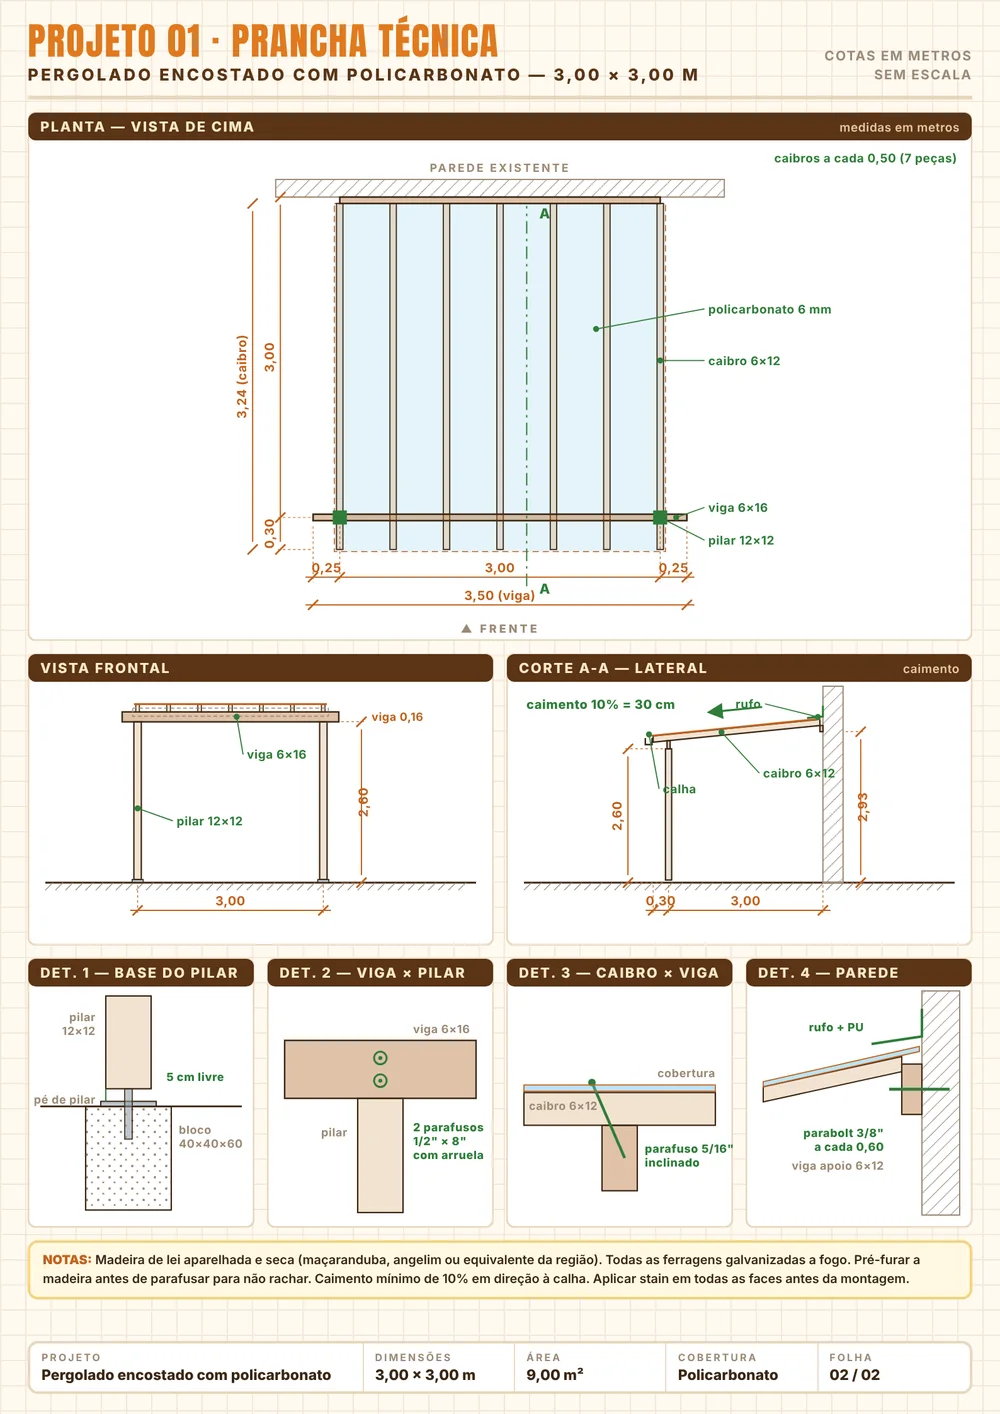 PROJETO 01 · PRANCHA TÉCNICA
PERGOLADO ENCOSTADO COM POLICARBONATO — 3,00 × 3,00 M
COTAS EM METROS
SEM ESCALA
PLANTA — VISTA DE CIMA
medidas em metros
caibros a cada 0,50 (7 peças)
PAREDE EXISTENTE
A
policarbonato 6 mm
caibro 6×12
3,24 (caibro)
3,00
viga 6×16
pilar 12×12
0,30
0,25
3,00
0,25
A
3,50 (viga)
▲ FRENTE
VISTA FRONTAL
viga 0,16
viga 6×16
pilar 12×12
2,60
3,00
CORTE A-A — LATERAL
caimento
caimento 10% = 30 cm
rufo
caibro 6×12
calha
2,60
2,93
0,30
3,00
DET. 1 — BASE DO PILAR
pilar
12×12
5 cm livre
pé de pilar
bloco
40×40×60
DET. 2 — VIGA × PILAR
viga 6×16
pilar
2 parafusos
1/2" × 8"
com arruela
DET. 3 — CAIBRO × VIGA
cobertura
caibro 6×12
parafuso 5/16"
inclinado
DET. 4 — PAREDE
rufo + PU
parabolt 3/8"
a cada 0,60
viga apoio 6×12
NOTAS: Madeira de lei aparelhada e seca (maçaranduba, angelim ou equivalente da região). Todas as ferragens galvanizadas a fogo. Pré-furar a
madeira antes de parafusar para não rachar. Caimento mínimo de 10% em direção à calha. Aplicar stain em todas as faces antes da montagem.
PROJETO
Pergolado encostado com policarbonato
DIMENSÕES
3,00 × 3,00 m
ÁREA
9,00 m²
COBERTURA
Policarbonato
FOLHA
02 / 02